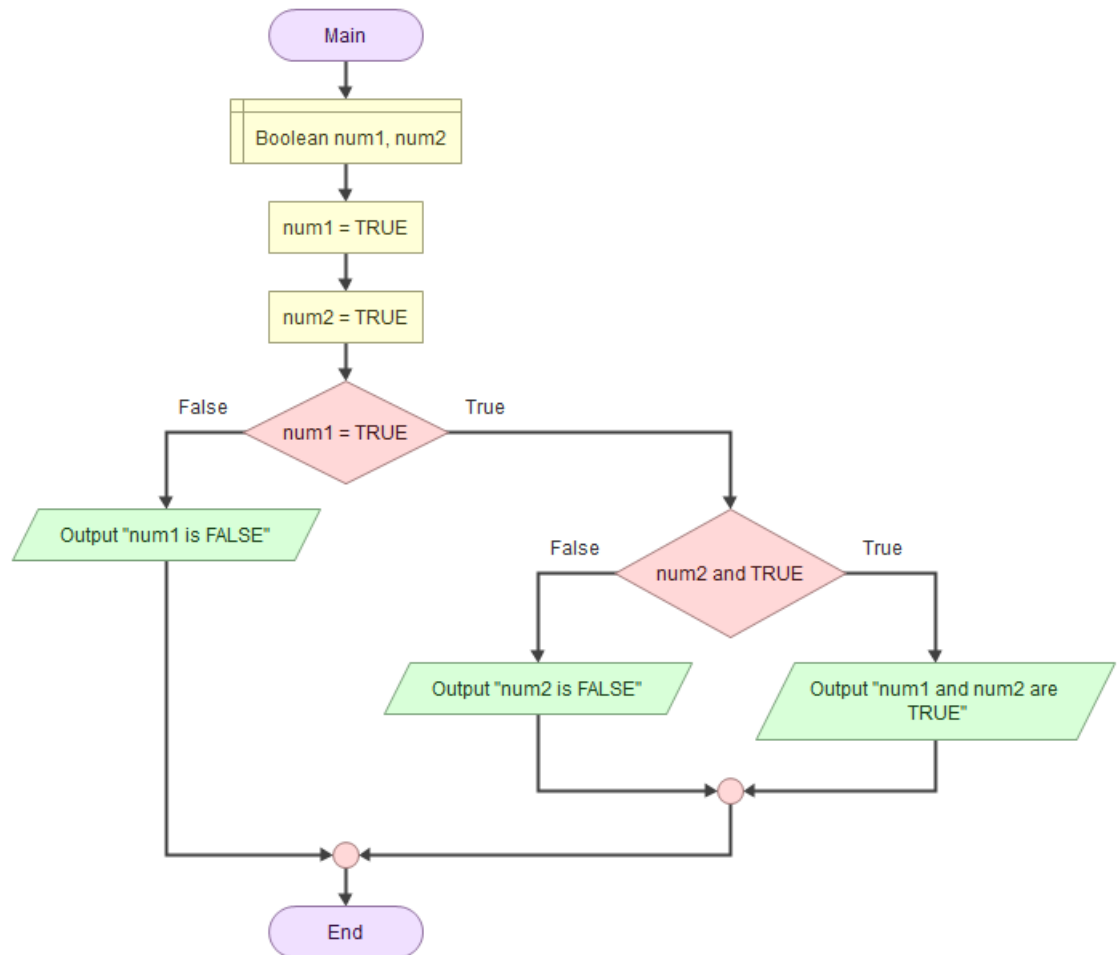 Main
Boolean num1, num2
num1 = TRUE
num2 = TRUE
False
True
num1 = TRUE
Output "num1 is FALSE"
False
True
num2 and TRUE
Output "num2 is FALSE"
Output "num1 and num2 are
TRUE"
End